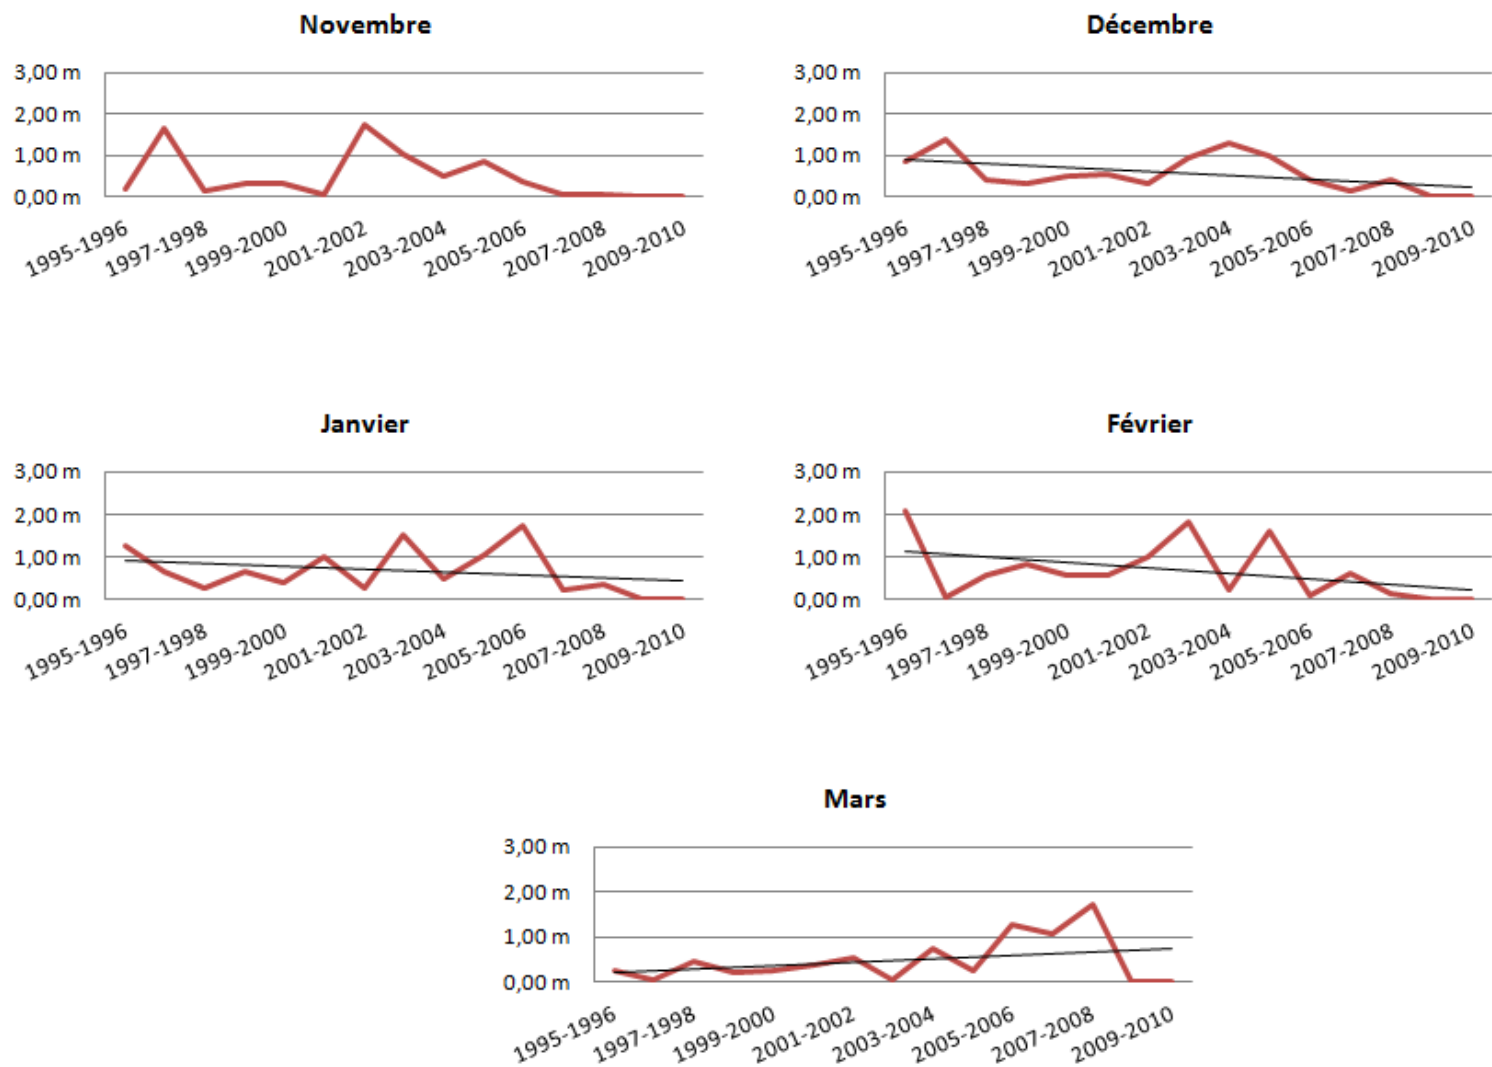 Novembre
3,00 m
2,00 m
1,00 m
0,00 m
1995-1996
1997-1998
1999-2000
2001-2002
2003-2004
2005-2006
2007-2008
2009-2010
Décembre
3,00 m
2,00 m
1,00 m
0,00 m
1995-1996
1997-1998
1999-2000
2001-2002
2003-2004
2005-2006
2007-2008
2009-2010
Janvier
3,00 m
2,00 m
1,00 m
0,00 m
1995-1996
1997-1998
1999-2000
2001-2002
2003-2004
2005-2006
2007-2008
2009-2010
Février
3,00 m
2,00 m
1,00 m
0,00 m
1995-1996
1997-1998
1999-2000
2001-2002
2003-2004
2005-2006
2007-2008
2009-2010
Mars
3,00 m
2,00 m
1,00 m
0,00 m
1995-1996
1997-1998
1999-2000
2001-2002
2003-2004
2005-2006
2007-2008
2009-2010